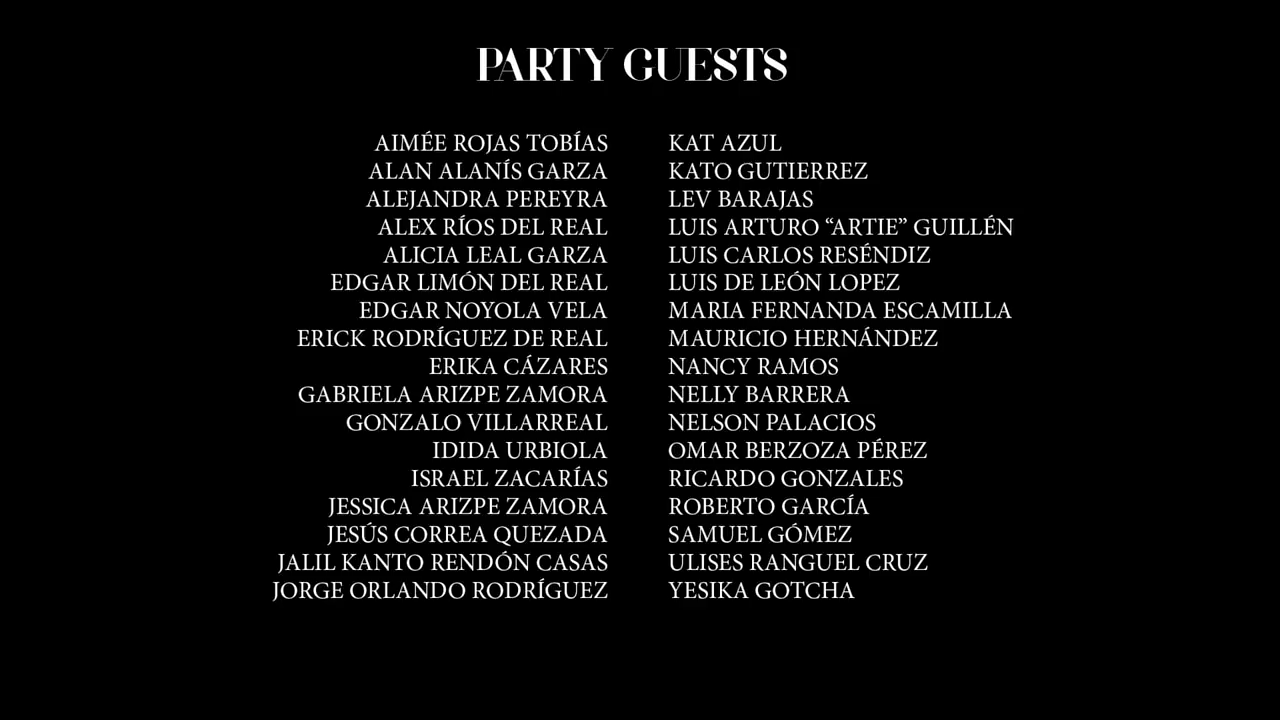 PARTY GUESTS
AIMÉE ROJAS TOBÍAS
ALAN ALANÍS GARZA
ALEJANDRA PEREYRA
ALEX RÍOS DEL REAL
ALICIA LEAL GARZA
EDGAR LIMÓN DEL REAL
EDGAR NOYOLA VELA
ERICK RODRÍGUEZ DE REAL
ERIKA CÁZARES
GABRIELA ARIZPE ZAMORA
GONZALO VILLARREAL
IDIDA URBIOLA
ISRAEL ZACARÍAS
JESSICA ARIZPE ZAMORA
JESÚS CORREA QUEZADA
JALIL KANTO RENDÓN CASAS
JORGE ORLANDO RODRÍGUEZ
KAT AZUL
KATO GUTIERREZ
LEV BARAJAS
LUIS ARTURO “ARTIE” GUILLÉN
LUIS CARLOS RESÉNDIZ
LUIS DE LEÓN LOPEZ
MARIA FERNANDA ESCAMILLA
MAURICIO HERNÁNDEZ
NANCY RAMOS
NELLY BARRERA
NELSON PALACIOS
OMAR BERZOZA PÉREZ
RICARDO GONZALES
ROBERTO GARCÍA
SAMUEL GÓMEZ
ULISES RANGUEL CRUZ
YESIKA GOTCHA